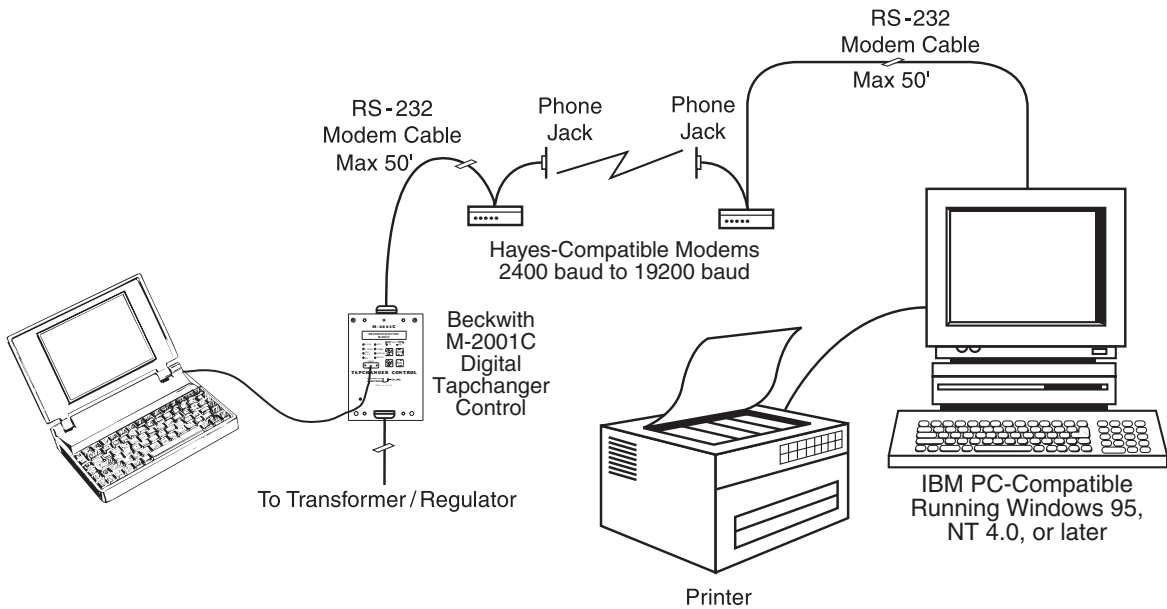 RS-232
Modem Cable
Max 50'
RS-232
Modem Cable
Max 50'
Phone
Jack
Phone
Jack
Hayes-Compatible Modems
2400 baud to 19200 baud
Beckwith
M-2001C
Digital
Tapchanger
Control
M-2001C
TAPCHANGER CONTROL
To Transformer/Regulator
IBM PC-Compatible
Running Windows 95,
NT 4.0, or later
Printer